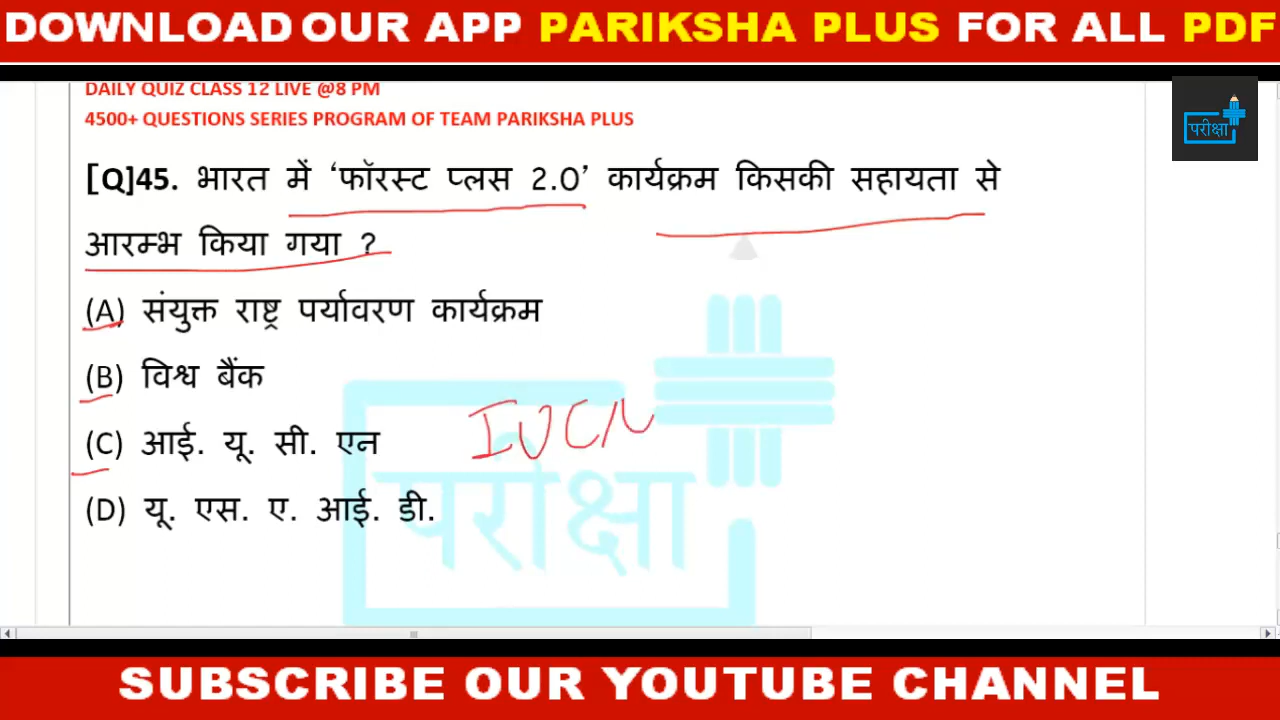 DOWNLOAD OUR APP PARIKSHA PLUS FOR ALL PDF
DAILY QUIZ CLASS 12 LIVE @8 PM
4500+ QUESTIONS SERIES PROGRAM OF TEAM PARIKSHA PLUS
परीक्षा
[Q]45. भारत में ‘फॉरस्ट प्लस 2.0’ कार्यक्रम किसकी सहायता से
आरम्भ किया गया ?
(A) संयुक्त राष्ट्र पर्यावरण कार्यक्रम
(B) विश्व बैंक
(C) आई. यू. सी. एन
IUCN
(D) यू. एस. ए. आई. डी.
परीक्षा
SUBSCRIBE OUR YOUTUBE CHANNEL